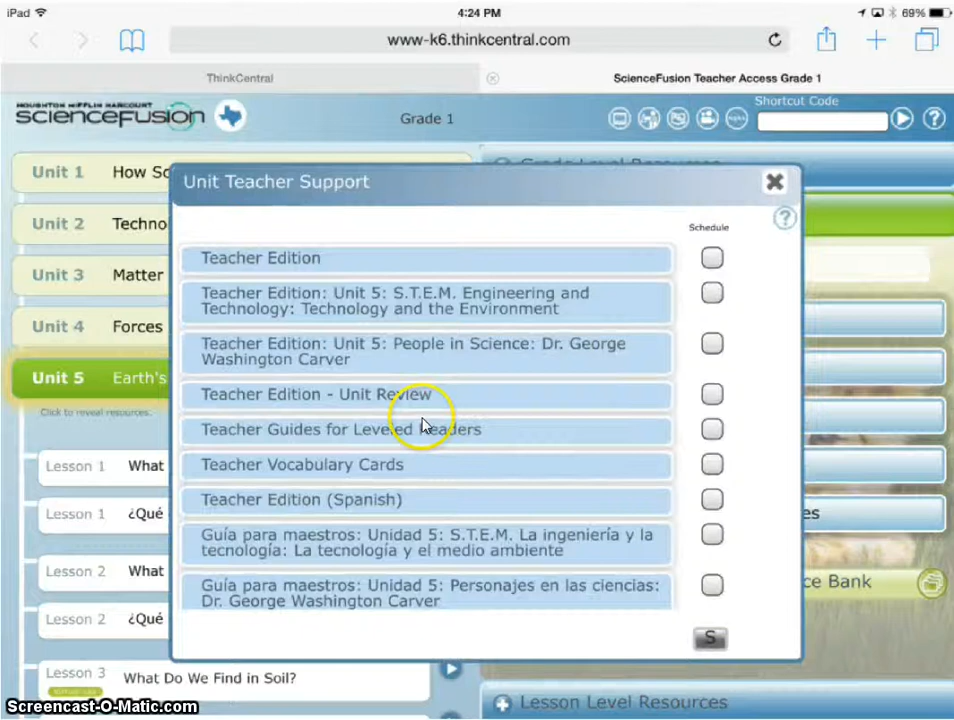 iPad
4:24 PM
69%
www-k6.thinkcentral.com
ThinkCentral
ScienceFusion Teacher Access Grade 1
HOUGHTON MIFFLIN HARCOURT
scienceFusion
Grade 1
Shortcut Code
?
Unit 1 How Sc
Unit 2 Techno
Unit 3 Matter
Unit 4 Forces
Unit 5 Earth's
Click to reveal resources:
Lesson 1 What
Lesson 1 ¿Qué
Lesson 2 What
Lesson 2 ¿Qué
Lesson 3 What Do We Find in Soil?
Grade Level Resources
Unit Teacher Support
?
Schedule
Teacher Edition
Teacher Edition: Unit 5: S.T.E.M. Engineering and
Technology: Technology and the Environment
Teacher Edition: Unit 5: People in Science: Dr. George
Washington Carver
Teacher Edition - Unit Review
Teacher Guides for Leveled Readers
Teacher Vocabulary Cards
Teacher Edition (Spanish)
Guía para maestros: Unidad 5: S.T.E.M. La ingeniería y la
tecnología: La tecnología y el medio ambiente
Guía para maestros: Unidad 5: Personajes en las ciencias:
Dr. George Washington Carver
S
es
ce Bank
Lesson Level Resources
Screencast-O-Matic.com